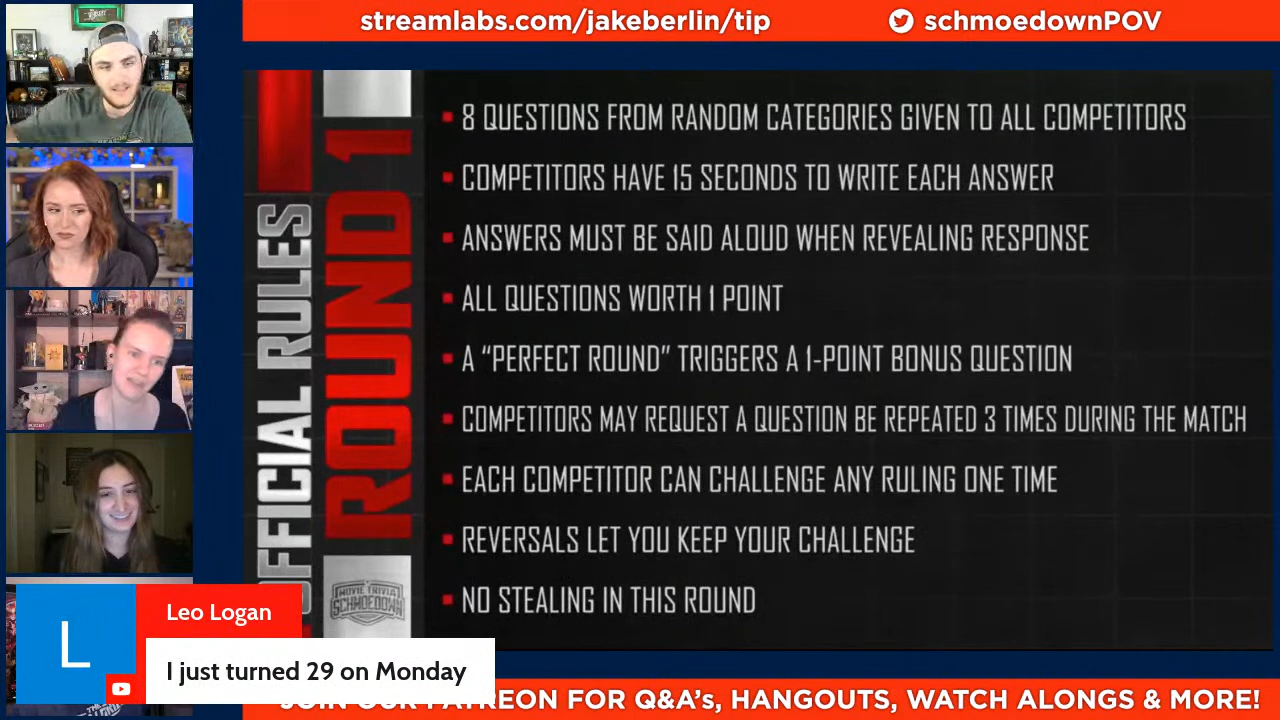 streamlabs.com/jakeberlin/tip
schmoedownPOV
OFFICIAL RULES
ROUND 1
8 QUESTIONS FROM RANDOM CATEGORIES GIVEN TO ALL COMPETITORS
COMPETITORS HAVE 15 SECONDS TO WRITE EACH ANSWER
ANSWERS MUST BE SAID ALOUD WHEN REVEALING RESPONSE
ALL QUESTIONS WORTH 1 POINT
A “PERFECT ROUND” TRIGGERS A 1-POINT BONUS QUESTION
COMPETITORS MAY REQUEST A QUESTION BE REPEATED 3 TIMES DURING THE MATCH
EACH COMPETITOR CAN CHALLENGE ANY RULING ONE TIME
REVERSALS LET YOU KEEP YOUR CHALLENGE
NO STEALING IN THIS ROUND
MOVIE TRIVIA
SCHMOEDOWN
L
Leo Logan
I just turned 29 on Monday
JOIN OUR PATREON FOR Q&A's, HANGOUTS, WATCH ALONGS & MORE!